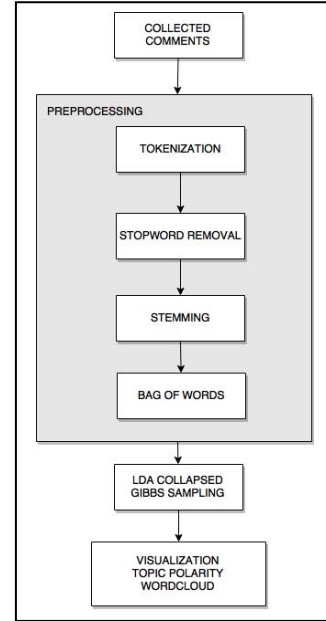 COLLECTED
COMMENTS
PREPROCESSING
TOKENIZATION
STOPWORD REMOVAL
STEMMING
BAG OF WORDS
LDA COLLAPSED
GIBBS SAMPLING
VISUALIZATION
TOPIC POLARITY
WORDCLOUD